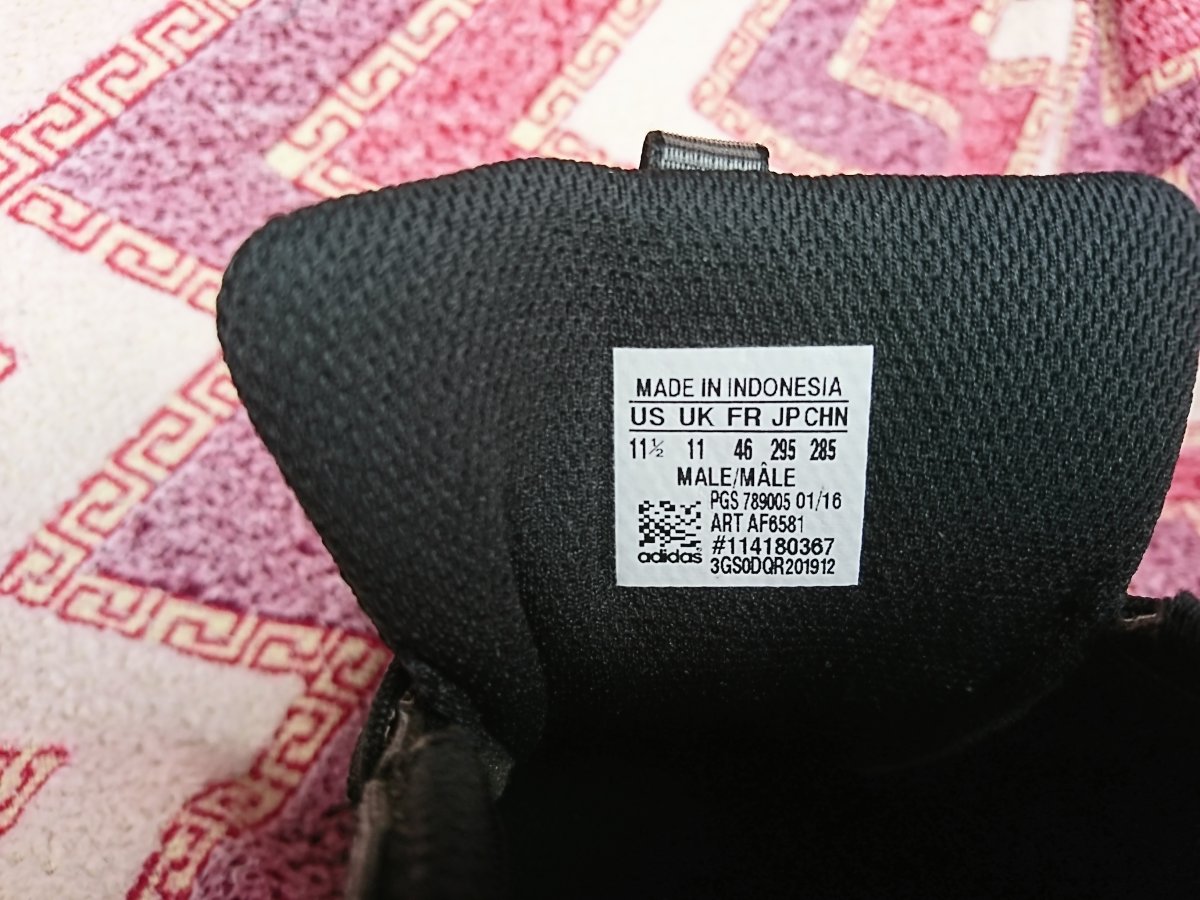 MADE IN INDONESIA
US UK FR JP CHN
11½ 11 46 295 285
MALE/MÂLE
PGS 789005 01/16
ART AF6581
adidas #114180367
3GS0DQR201912